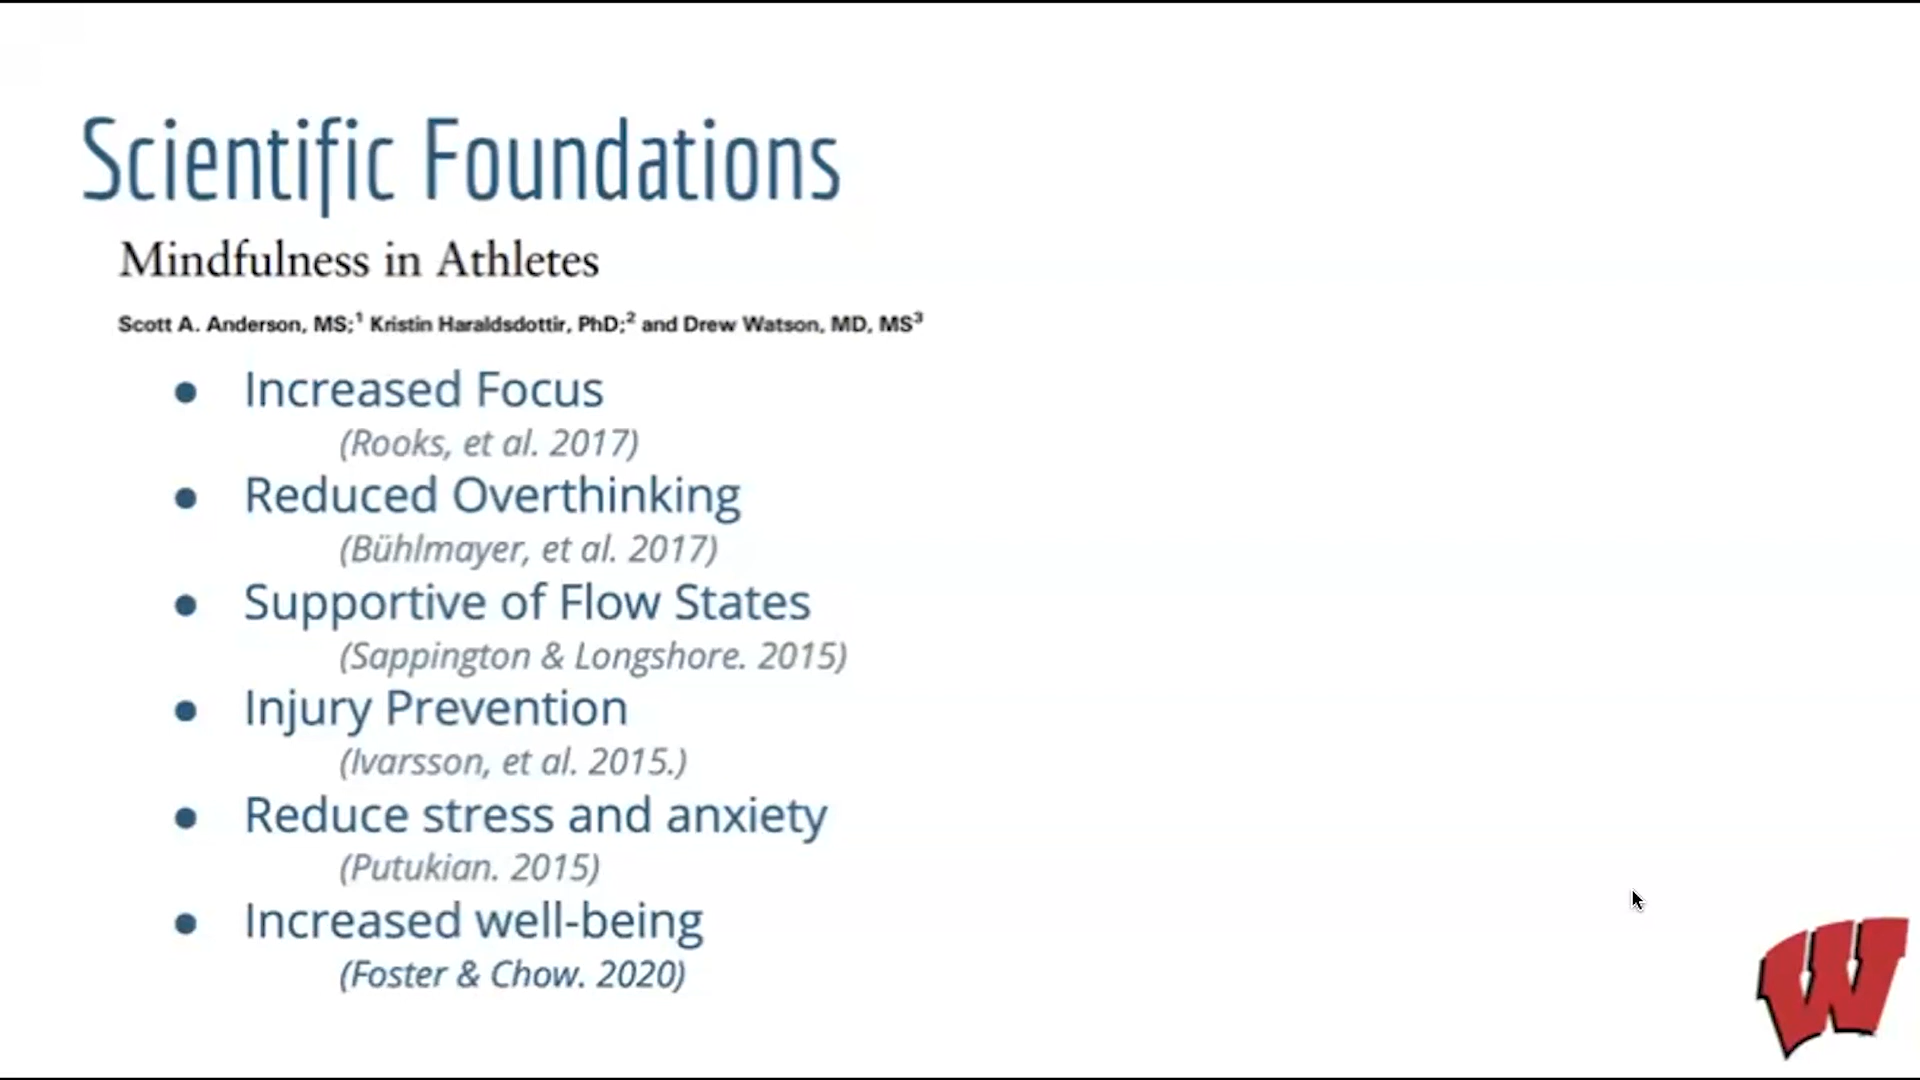 Scientific Foundations
Mindfulness in Athletes
Scott A. Anderson, MS;¹ Kristin Haraldsdottir, PhD;² and Drew Watson, MD, MS³
● Increased Focus
(Rooks, et al. 2017)
● Reduced Overthinking
(Bühlmayer, et al. 2017)
● Supportive of Flow States
(Sappington & Longshore. 2015)
● Injury Prevention
(Ivarsson, et al. 2015.)
● Reduce stress and anxiety
(Putukian. 2015)
● Increased well-being
(Foster & Chow. 2020)
W